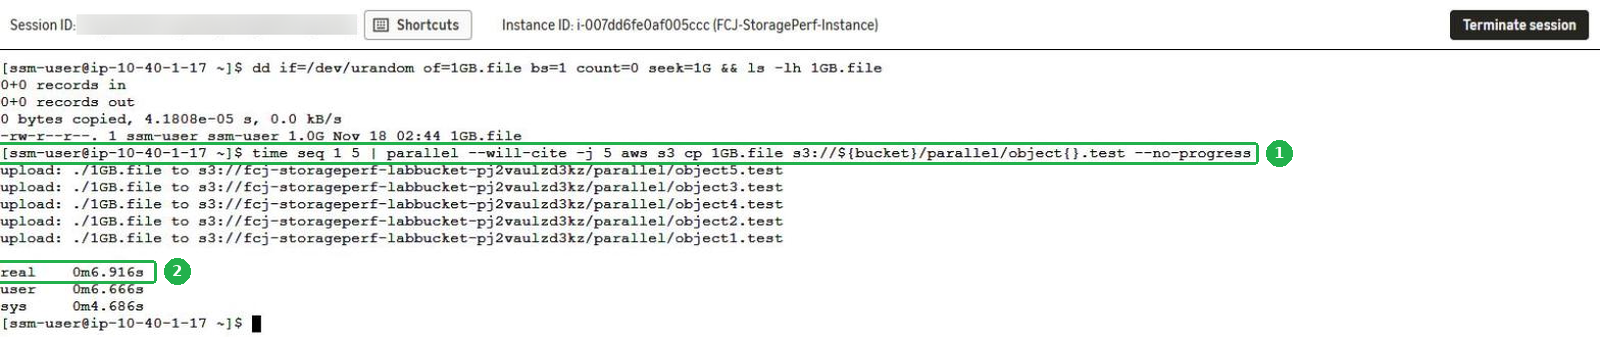 Session ID: Shortcuts Instance ID: i-007dd6fe0af005ccc (FCJ-StoragePerf-Instance) Terminate session
[ssm-user@ip-10-40-1-17 ~]$ dd if=/dev/urandom of=1GB.file bs=1 count=0 seek=1G && ls -lh 1GB.file
0+0 records in
0+0 records out
0 bytes copied, 4.1808e-05 s, 0.0 kB/s
-rw-r--r--. 1 ssm-user ssm-user 1.0G Nov 18 02:44 1GB.file
[ssm-user@ip-10-40-1-17 ~]$ time seq 1 5 | parallel --will-cite -j 5 aws s3 cp 1GB.file s3://${bucket}/parallel/object{}.test --no-progress 1
upload: ./1GB.file to s3://fcj-storageperf-labbucket-pj2vaulzd3kz/parallel/object5.test
upload: ./1GB.file to s3://fcj-storageperf-labbucket-pj2vaulzd3kz/parallel/object3.test
upload: ./1GB.file to s3://fcj-storageperf-labbucket-pj2vaulzd3kz/parallel/object4.test
upload: ./1GB.file to s3://fcj-storageperf-labbucket-pj2vaulzd3kz/parallel/object2.test
upload: ./1GB.file to s3://fcj-storageperf-labbucket-pj2vaulzd3kz/parallel/object1.test
real 0m6.916s 2
user 0m6.666s
sys 0m4.686s
[ssm-user@ip-10-40-1-17 ~]$